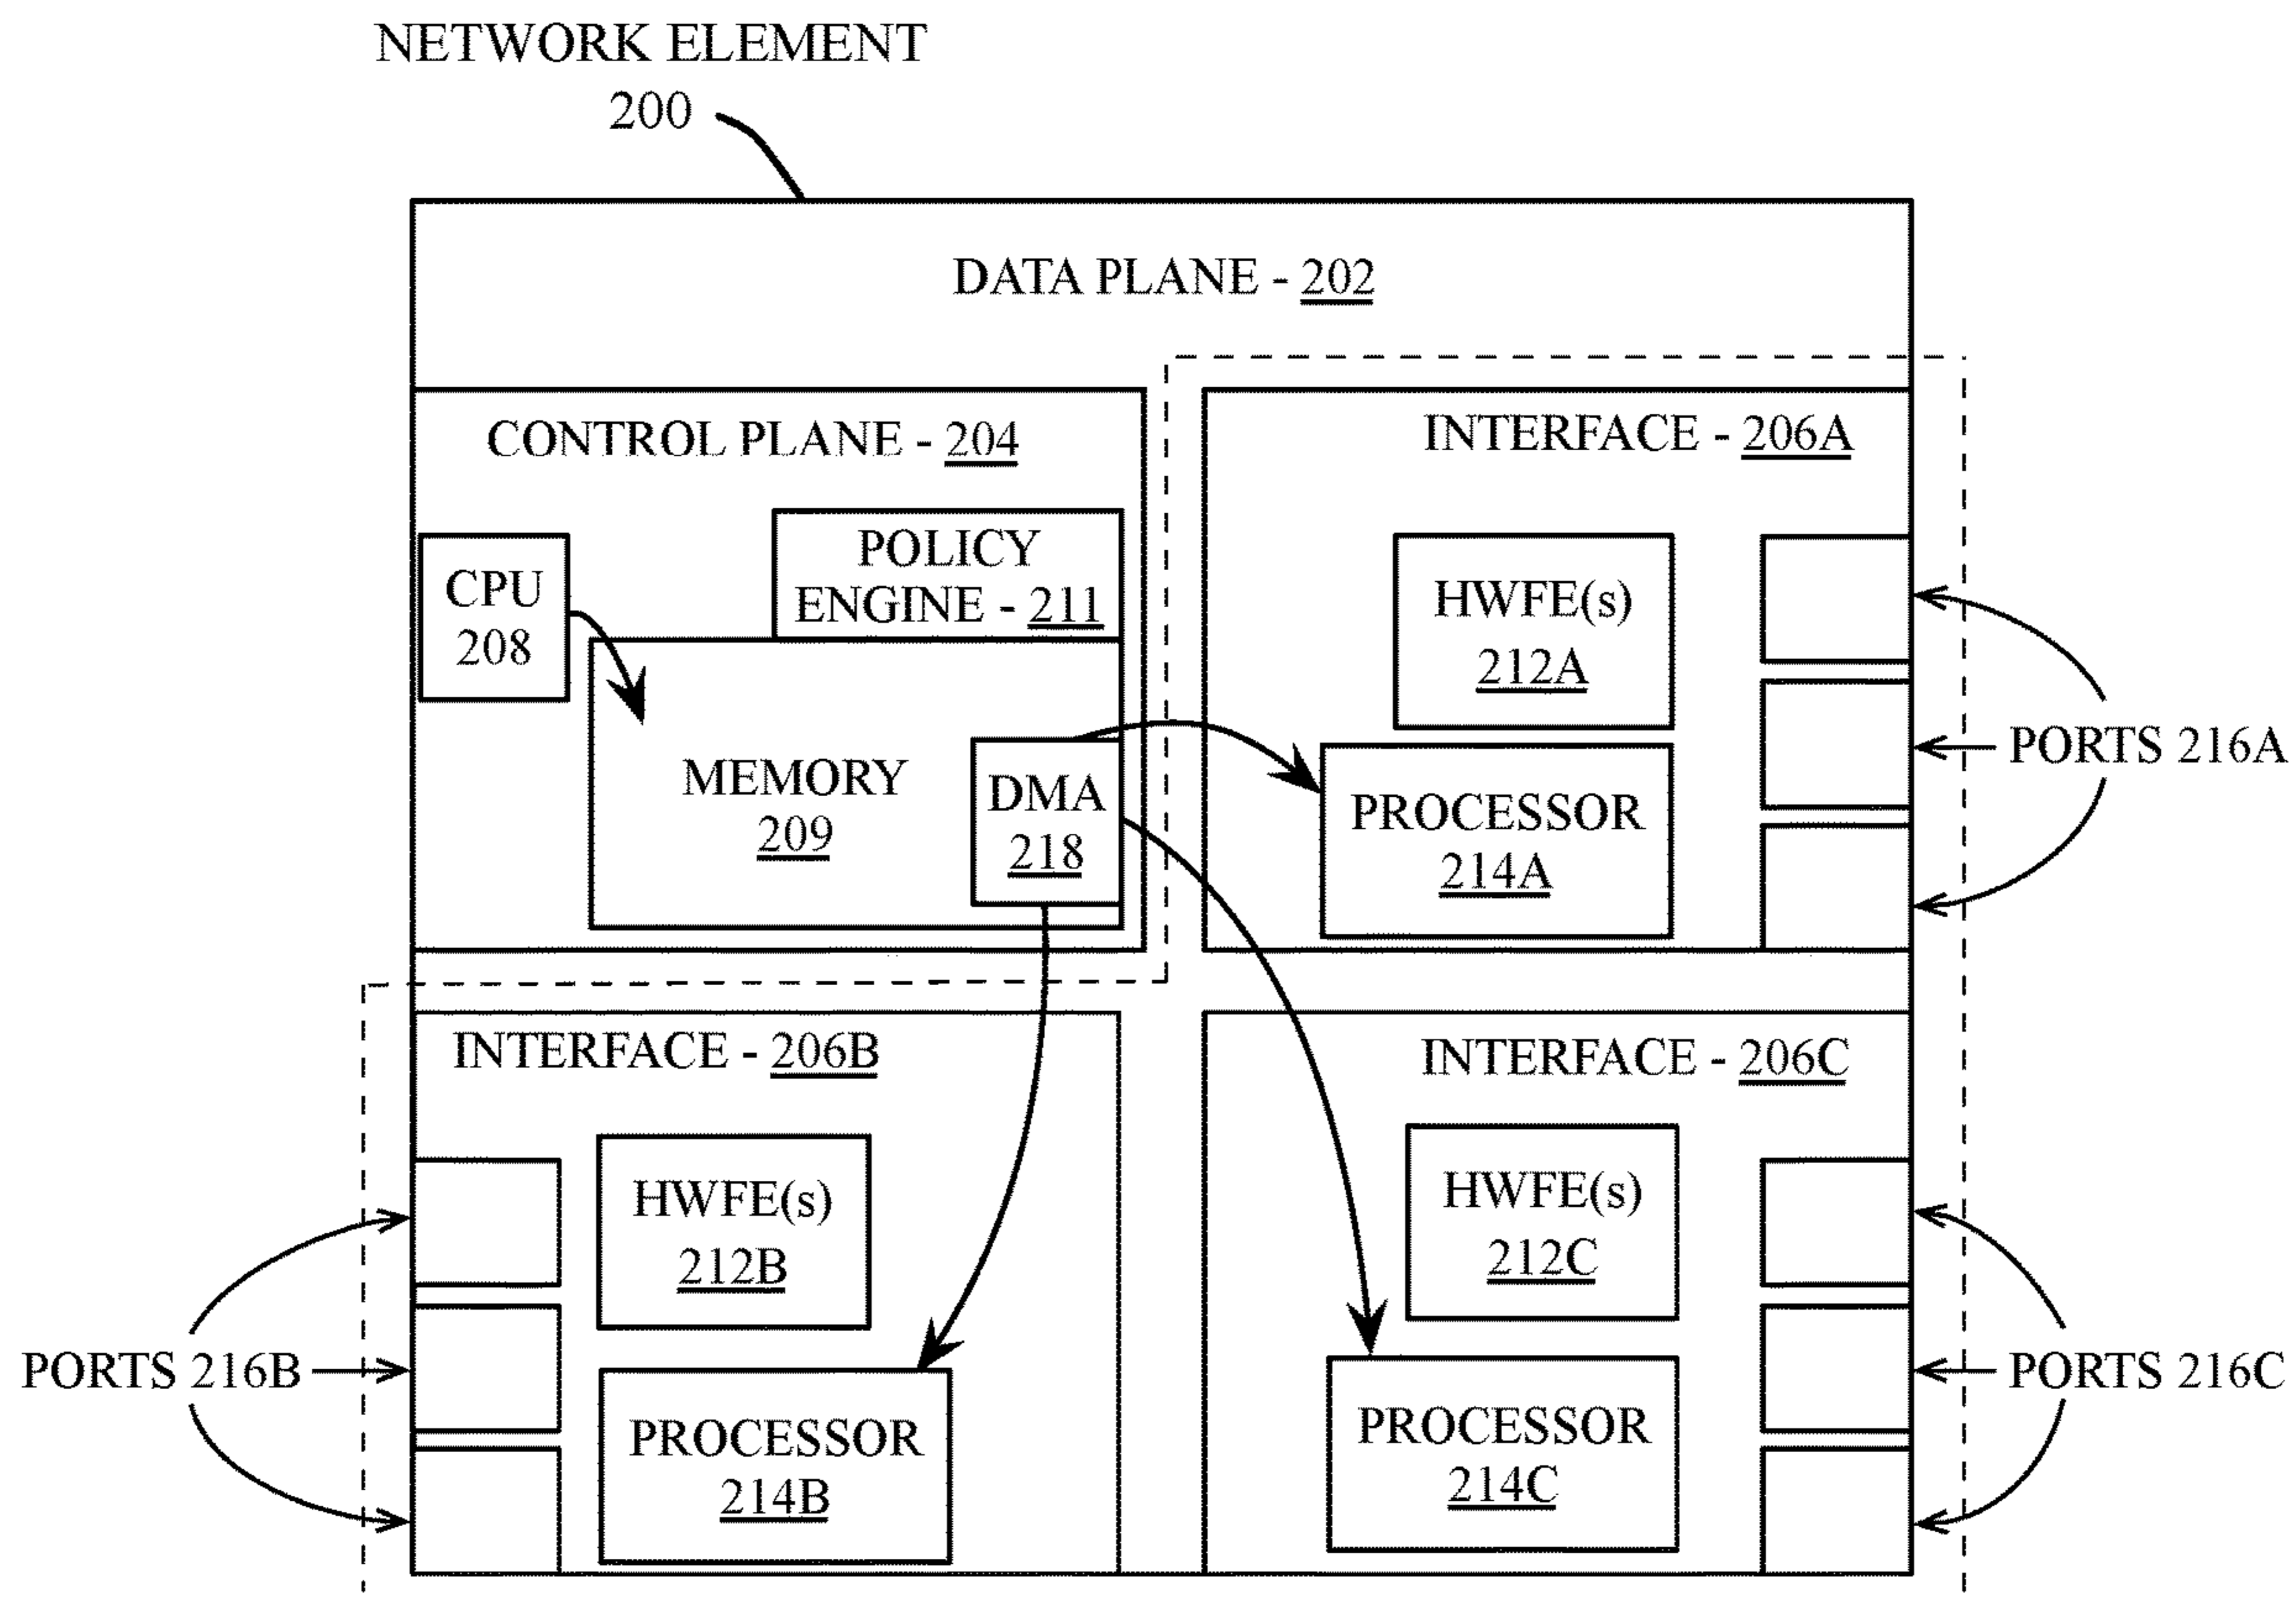 NETWORK ELEMENT
200
DATA PLANE - 202
CONTROL PLANE - 204
CPU
208
POLICY
ENGINE - 211
MEMORY
209
DMA
218
INTERFACE - 206A
HWFE(s)
212A
PROCESSOR
214A
PORTS 216A
INTERFACE - 206B
HWFE(s)
212B
PROCESSOR
214B
PORTS 216B
INTERFACE - 206C
HWFE(s)
212C
PROCESSOR
214C
PORTS 216C